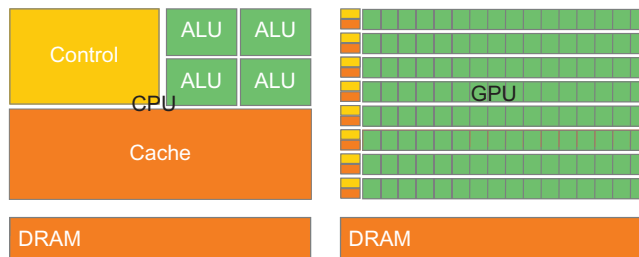 Control
ALU ALU
ALU ALU
CPU
Cache
DRAM
GPU
DRAM